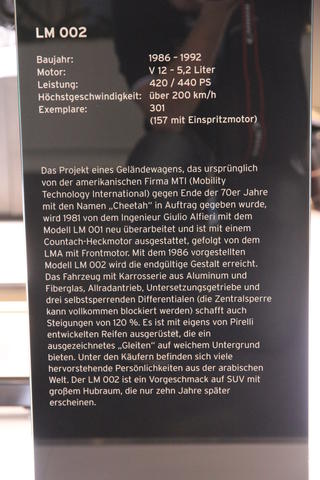 LM 002
Baujahr: 1986 – 1992
Motor: V 12 – 5,2 Liter
Leistung: 420 / 440 PS
Höchstgeschwindigkeit: über 200 km/h
Exemplare: 301
(157 mit Einspritzmotor)
Das Projekt eines Geländewagens, das ursprünglich
von der amerikanischen Firma MTI (Mobility
Technology International) gegen Ende der 70er Jahre
mit den Namen „Cheetah" in Auftrag gegeben wurde,
wird 1981 von dem Ingenieur Giulio Alfieri mit dem
Modell LM 001 neu überarbeitet und ist mit einem
Countach-Heckmotor ausgestattet, gefolgt von dem
LMA mit Frontmotor. Mit dem 1986 vorgestellten
Modell LM 002 wird die endgültige Gestalt erreicht.
Das Fahrzeug mit Karrosserie aus Aluminum und
Fiberglas, Allradantrieb, Untersetzungsgetriebe und
drei selbstsperrenden Differentialen (die Zentralsperre
kann vollkommen blockiert werden) schafft auch
Steigungen von 120 %. Es ist mit eigens von Pirelli
entwickelten Reifen ausgerüstet, die ein
ausgezeichnetes „Gleiten" auf weichem Untergrund
bieten. Unter den Käufern befinden sich viele
hervorstehende Persönlichkeiten aus der arabischen
Welt. Der LM 002 ist ein Vorgeschmack auf SUV mit
großem Hubraum, die nur zehn Jahre später
erscheinen.